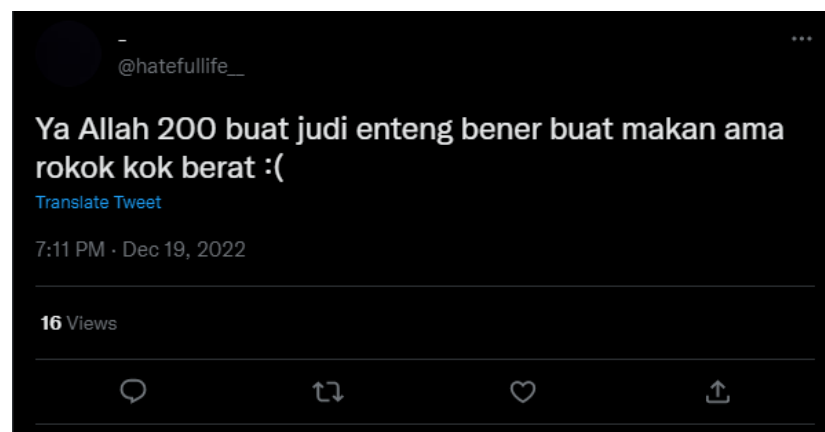 -
@hatefullife__
Ya Allah 200 buat judi enteng bener buat makan ama
rokok kok berat :(
Translate Tweet
7:11 PM · Dec 19, 2022
16 Views